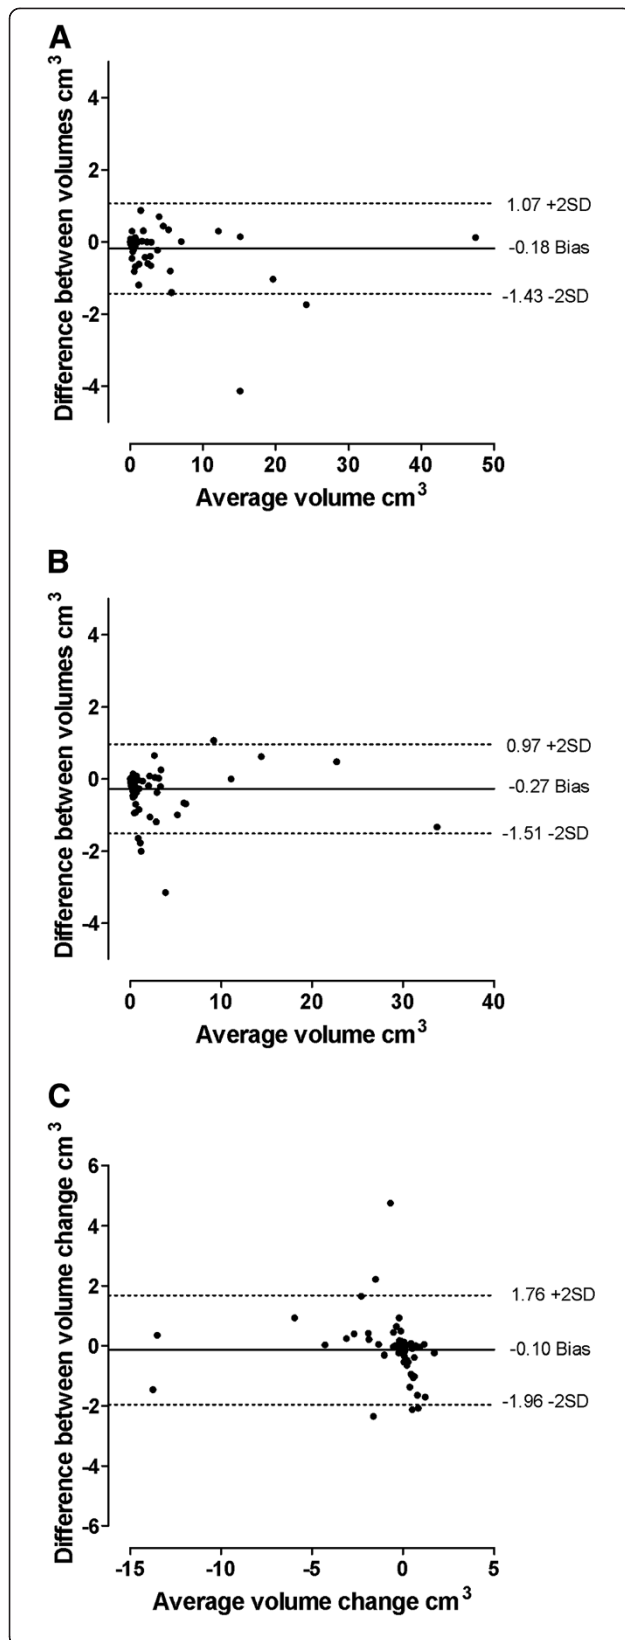 A
Difference between volumes cm3
4
2
0
-2
-4
1.07 +2SD
-0.18 Bias
-1.43 -2SD
0 10 20 30 40 50
Average volume cm3
B
Difference between volumes cm3
4
2
0
-2
-4
0.97 +2SD
-0.27 Bias
-1.51 -2SD
0 10 20 30 40
Average volume cm3
C
Difference between volume change cm3
6
4
2
0
-2
-4
-6
1.76 +2SD
-0.10 Bias
-1.96 -2SD
-15 -10 -5 0 5
Average volume change cm3